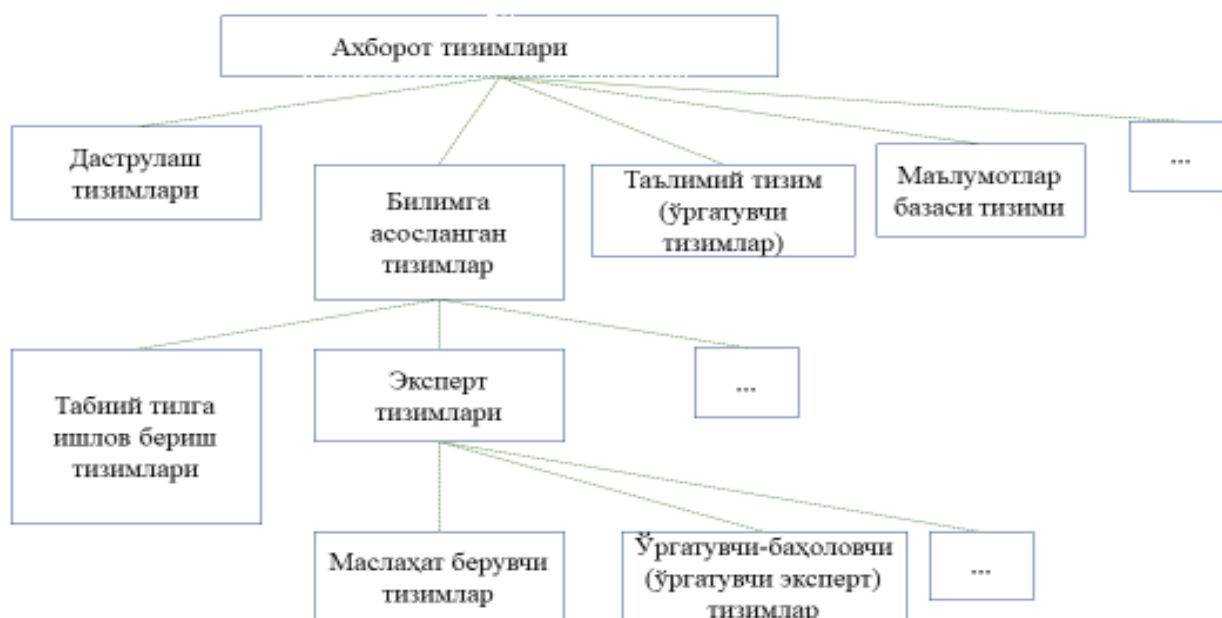 Ахборот тизимлари
Даструлаш
тизимлари
Билимга
асосланган
тизимлар
Таълимий тизим
(ўргатувчи
тизимлар)
Маълумотлар
базаси тизими
...
Табиий тилга
ишлов бериш
тизимлари
Эксперт
тизимлари
...
Маслаҳат берувчи
тизимлар
Ўргатувчи-баҳоловчи
(ўргатувчи эксперт)
тизимлар
...